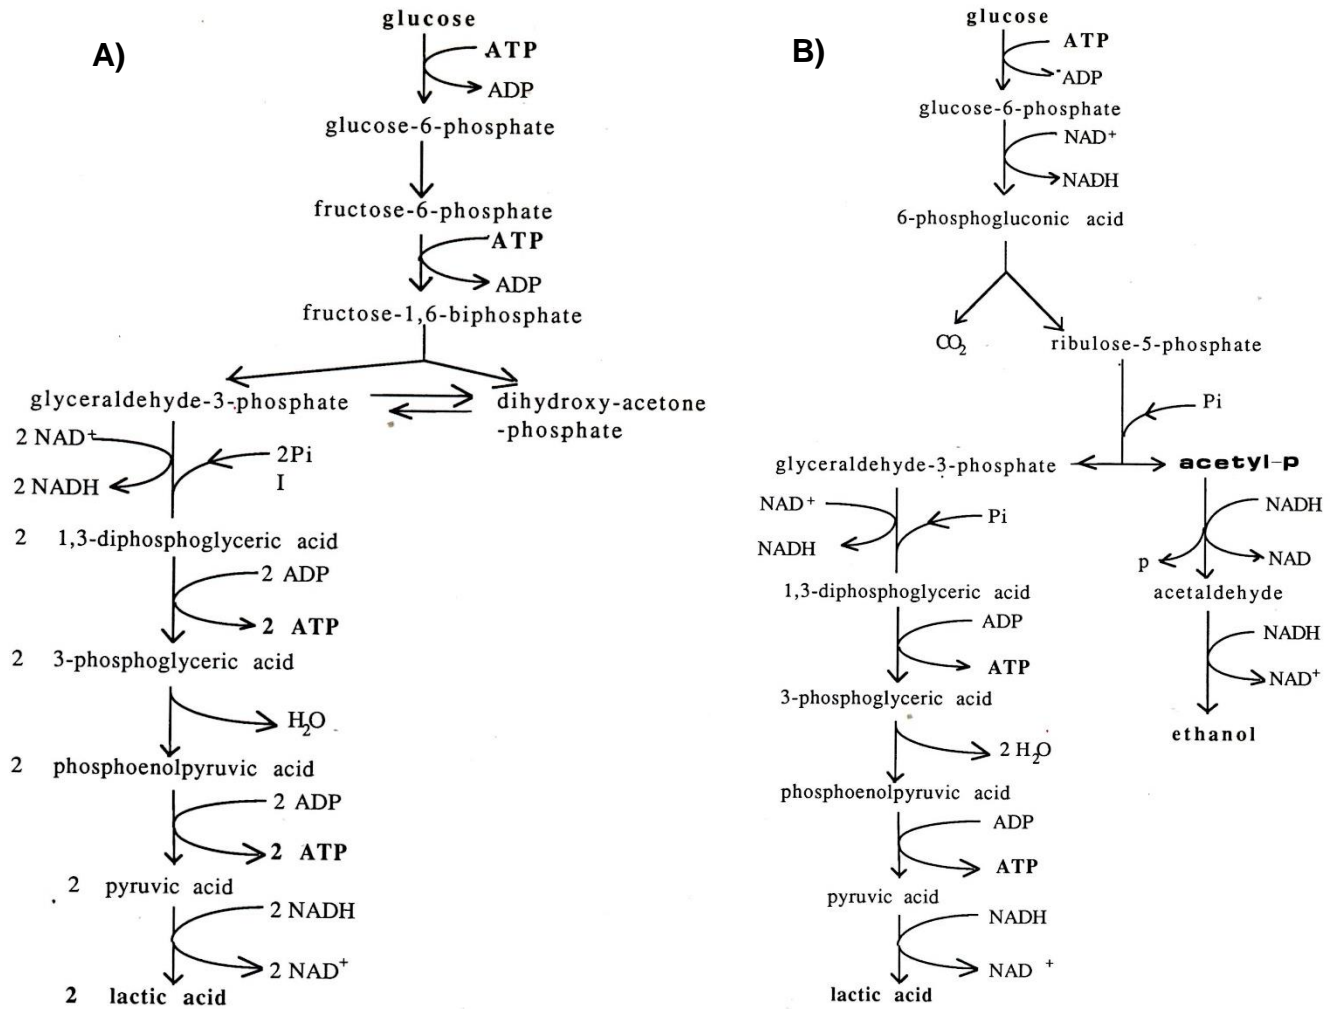 A)
glucose
ATP
ADP
glucose-6-phosphate
fructose-6-phosphate
ATP
ADP
fructose-1,6-biphosphate
glyceraldehyde-3-phosphate
dihydroxy-acetone
-phosphate
2 NAD+
2Pi
I
2 NADH
2 1,3-diphosphoglyceric acid
2 ADP
2 ATP
2 3-phosphoglyceric acid
H2O
2 phosphoenolpyruvic acid
2 ADP
2 ATP
2 pyruvic acid
2 NADH
2 NAD+
2 lactic acid
B)
glucose
ATP
ADP
glucose-6-phosphate
NAD+
NADH
6-phosphogluconic acid
CO2
ribulose-5-phosphate
Pi
glyceraldehyde-3-phosphate
acetyl-p
NAD+
Pi
NADH
1,3-diphosphoglyceric acid
ADP
ATP
3-phosphoglyceric acid
2 H2O
phosphoenolpyruvic acid
ADP
ATP
pyruvic acid
NADH
NAD +
lactic acid
NADH
p
NAD
acetaldehyde
NADH
NAD+
ethanol